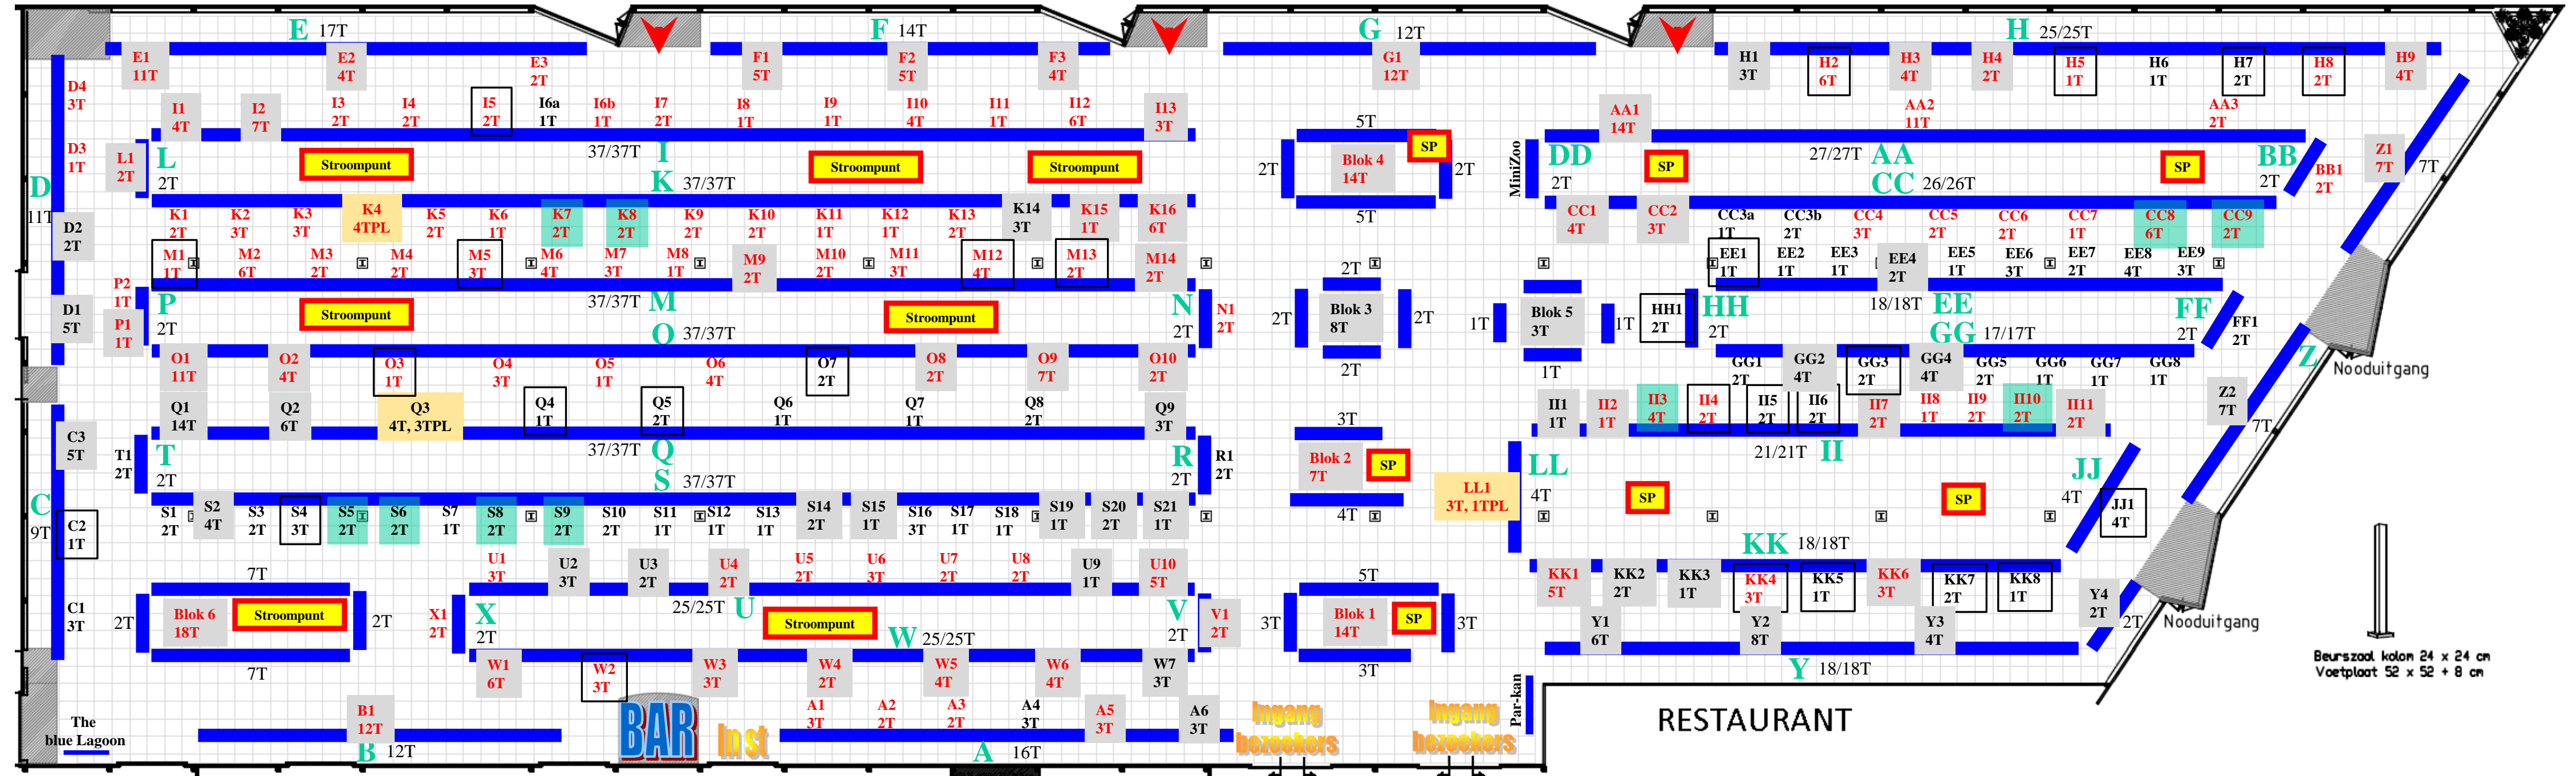 E 17T
F 14T
G 12T
H 25/25T
E1
11T
E2
4T
E3
2T
F1
5T
F2
5T
F3
4T
G1
12T
H1
3T
H2
6T
H3
4T
H4
2T
H5
1T
H6
1T
H7
2T
H8
2T
H9
4T
D4
3T
I1
4T
I2
7T
I3
2T
I4
2T
I5
2T
I6a
1T
I6b
1T
I7
2T
I8
1T
I9
1T
I10
4T
I11
1T
I12
6T
I13
3T
AA1
14T
AA2
11T
AA3
2T
D3
1T
L1
2T
L
2T
Stroompunt
37/37T
I
K
37/37T
Stroompunt
Stroompunt
5T
2T
Blok 4
14T
SP
2T
5T
MiniZoo
DD
2T
SP
27/27T
AA
CC
26/26T
SP
BB
2T
BB1
2T
Z1
7T
7T
D
11T
D2
2T
K1
2T
K2
3T
K3
3T
K4
4TPL
K5
2T
K6
1T
K7
2T
K8
2T
K9
2T
K10
2T
K11
1T
K12
1T
K13
2T
K14
3T
K15
1T
K16
6T
CC1
4T
CC2
3T
CC3a
1T
CC3b
2T
CC4
3T
CC5
2T
CC6
2T
CC7
1T
CC8
6T
CC9
2T
M1
1T
M2
6T
M3
2T
M4
2T
M5
3T
M6
4T
M7
3T
M8
1T
M9
2T
M10
2T
M11
3T
M12
4T
M13
2T
M14
2T
EE1
1T
EE2
1T
EE3
1T
EE4
2T
EE5
1T
EE6
3T
EE7
2T
EE8
4T
EE9
3T
D1
5T
P2
1T
P1
1T
P
2T
Stroompunt
37/37T
M
O
37/37T
Stroompunt
N
2T
N1
2T
2T
2T
Blok 3
8T
2T
2T
1T
Blok 5
3T
1T
1T
HH1
2T
HH
2T
18/18T
EE
GG
17/17T
FF
2T
FF1
2T
Z
Nooduitgang
O1
11T
O2
4T
O3
1T
O4
3T
O5
1T
O6
4T
O7
2T
O8
2T
O9
7T
O10
2T
GG1
2T
GG2
4T
GG3
2T
GG4
4T
GG5
2T
GG6
1T
GG7
1T
GG8
1T
Q1
14T
Q2
6T
Q3
4T, 3TPL
Q4
1T
Q5
2T
Q6
1T
Q7
1T
Q8
2T
Q9
3T
II1
1T
II2
1T
II3
4T
II4
2T
II5
2T
II6
2T
II7
2T
II8
1T
II9
2T
II10
2T
II11
2T
Z2
7T
7T
C3
5T
T1
2T
T
2T
37/37T
Q
S
37/37T
R
2T
R1
2T
3T
Blok 2
7T
SP
4T
LL1
3T, 1TPL
LL
4T
21/21T
II
SP
SP
JJ
4T
JJ1
4T
C
9T
C2
1T
S1
2T
S2
4T
S3
2T
S4
3T
S5
2T
S6
2T
S7
1T
S8
2T
S9
2T
S10
2T
S11
1T
S12
1T
S13
1T
S14
2T
S15
1T
S16
3T
S17
1T
S18
1T
S19
1T
S20
2T
S21
1T
KK 18/18T
U1
3T
U2
3T
U3
2T
U4
2T
U5
2T
U6
3T
U7
2T
U8
2T
U9
1T
U10
5T
KK1
5T
KK2
2T
KK3
1T
KK4
3T
KK5
1T
KK6
3T
KK7
2T
KK8
1T
C1
3T
7T
2T
Blok 6
18T
Stroompunt
2T
7T
X1
2T
X
2T
25/25T
U
Stroompunt
W
25/25T
V
2T
V1
2T
5T
3T
Blok 1
14T
SP
3T
3T
Y1
6T
Y2
8T
Y3
4T
Y4
2T
2T
Nooduitgang
Beurszaal kolom 24 x 24 cm
Voetplaat 52 x 52 + 8 cm
W1
6T
W2
3T
W3
3T
W4
2T
W5
4T
W6
4T
W7
3T
Y 18/18T
The
blue Lagoon
B1
12T
B 12T
BAR
In st
A1
3T
A2
2T
A3
2T
A4
3T
A5
3T
A6
3T
A 16T
Ingang
bezoekers
Ingang
bezoekers
Par-kan
RESTAURANT